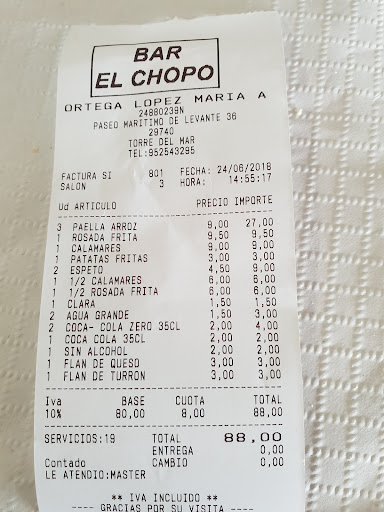 BAR
EL CHOPO
ORTEGA LOPEZ MARIA A
24880239N
PASEO MARITIMO DE LEVANTE 36
29740
TORRE DEL MAR
TEL:952543295
FACTURA SI 801 FECHA: 24/06/2018
SALON 3 HORA: 14:55:17
Ud ARTICULO PRECIO IMPORTE
3 PAELLA ARROZ 9,00 27,00
1 ROSADA FRITA 9,50 9,50
1 CALAMARES 9,00 9,00
1 PATATAS FRITAS 3,00 3,00
2 ESPETO 4,50 9,00
1 1/2 CALAMARES 6,00 6,00
1 1/2 ROSADA FRITA 6,00 6,00
1 CLARA 1,50 1,50
2 AGUA GRANDE 1,50 3,00
2 COCA- COLA ZERO 35CL 2,00 4,00
1 COCA COLA 35CL 2,00 2,00
1 SIN ALCOHOL 2,00 2,00
1 FLAN DE QUESO 3,00 3,00
1 FLAN DE TURRON 3,00 3,00
Iva BASE CUOTA TOTAL
10% 80,00 8,00 88,00
SERVICIOS:19 TOTAL 88,00
ENTREGA 0,00
Contado CAMBIO 0,00
LE ATENDIO:MASTER
** IVA INCLUIDO **
---- GRACIAS POR SU VISITA ----